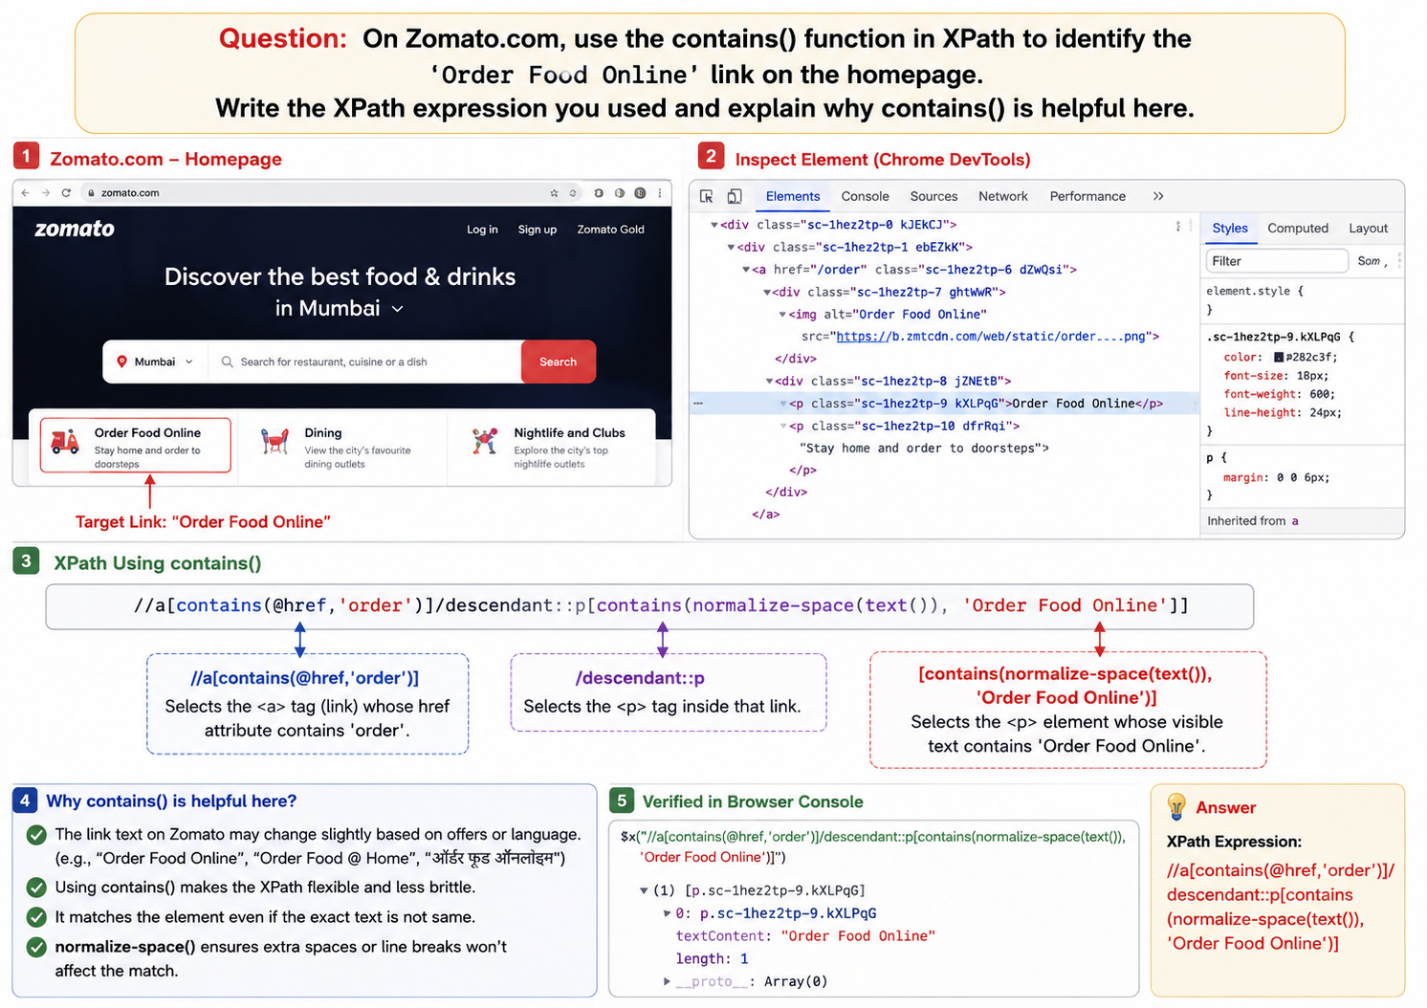 Question: On Zomato.com, use the contains() function in XPath to identify the
‘Order Food Online’ link on the homepage.
Write the XPath expression you used and explain why contains() is helpful here.
1 Zomato.com – Homepage
zomato.com
zomato
Log in Sign up Zomato Gold
Discover the best food & drinks
in Mumbai
Mumbai Search for restaurant, cuisine or a dish Search
Order Food Online
Stay home and order to
doorsteps
Dining
View the city's favourite
dining outlets
Nightlife and Clubs
Explore the city's top
nightlife outlets
Target Link: “Order Food Online”
2 Inspect Element (Chrome DevTools)
Elements Console Sources Network Performance »
<div class="sc-1hez2tp-0 kJEkCJ">
<div class="sc-1hez2tp-1 ebEZkK">
<a href="/order" class="sc-1hez2tp-6 dZwQsi">
<div class="sc-1hez2tp-7 ghtWwR">
<img alt="Order Food Online"
src="https://b.zmtcdn.com/web/static/order....png">
</div>
<div class="sc-1hez2tp-8 jZNEtB">
<p class="sc-1hez2tp-9 kXLPqG">Order Food Online</p>
<p class="sc-1hez2tp-10 dfrRqi">
"Stay home and order to doorsteps">
</p>
</div>
</a>
Styles Computed Layout
Filter Som ,
element.style {
}
.sc-1hez2tp-9.kXLPqG {
color: #282c3f;
font-size: 18px;
font-weight: 600;
line-height: 24px;
}
p {
margin: 0 0 6px;
}
Inherited from a
3 XPath Using contains()
//a[contains(@href,'order')]/descendant::p[contains(normalize-space(text()), 'Order Food Online']]
//a[contains(@href,'order')]
Selects the <a> tag (link) whose href
attribute contains 'order'.
/descendant::p
Selects the <p> tag inside that link.
[contains(normalize-space(text()),
'Order Food Online')]
Selects the <p> element whose visible
text contains 'Order Food Online'.
4 Why contains() is helpful here?
The link text on Zomato may change slightly based on offers or language.
(e.g., “Order Food Online”, “Order Food @ Home”, “ऑर्डर फूड
Using contains() makes the XPath flexible and less brittle.
It matches the element even if the exact text is not same.
normalize-space() ensures extra spaces or line breaks won't
affect the match.
5 Verified in Browser Console
$x("//a[contains(@href,'order')]/descendant::p[contains(normalize-space(text()),
'Order Food Online')]")
(1) [p.sc-1hez2tp-9.kXLPqG]
0: p.sc-1hez2tp-9.kXLPqG
textContent: "Order Food Online"
length: 1
__proto__: Array(0)
Answer
XPath Expression:
//a[contains(@href,'order')]/
descendant::p[contains
(normalize-space(text()),
'Order Food Online')]